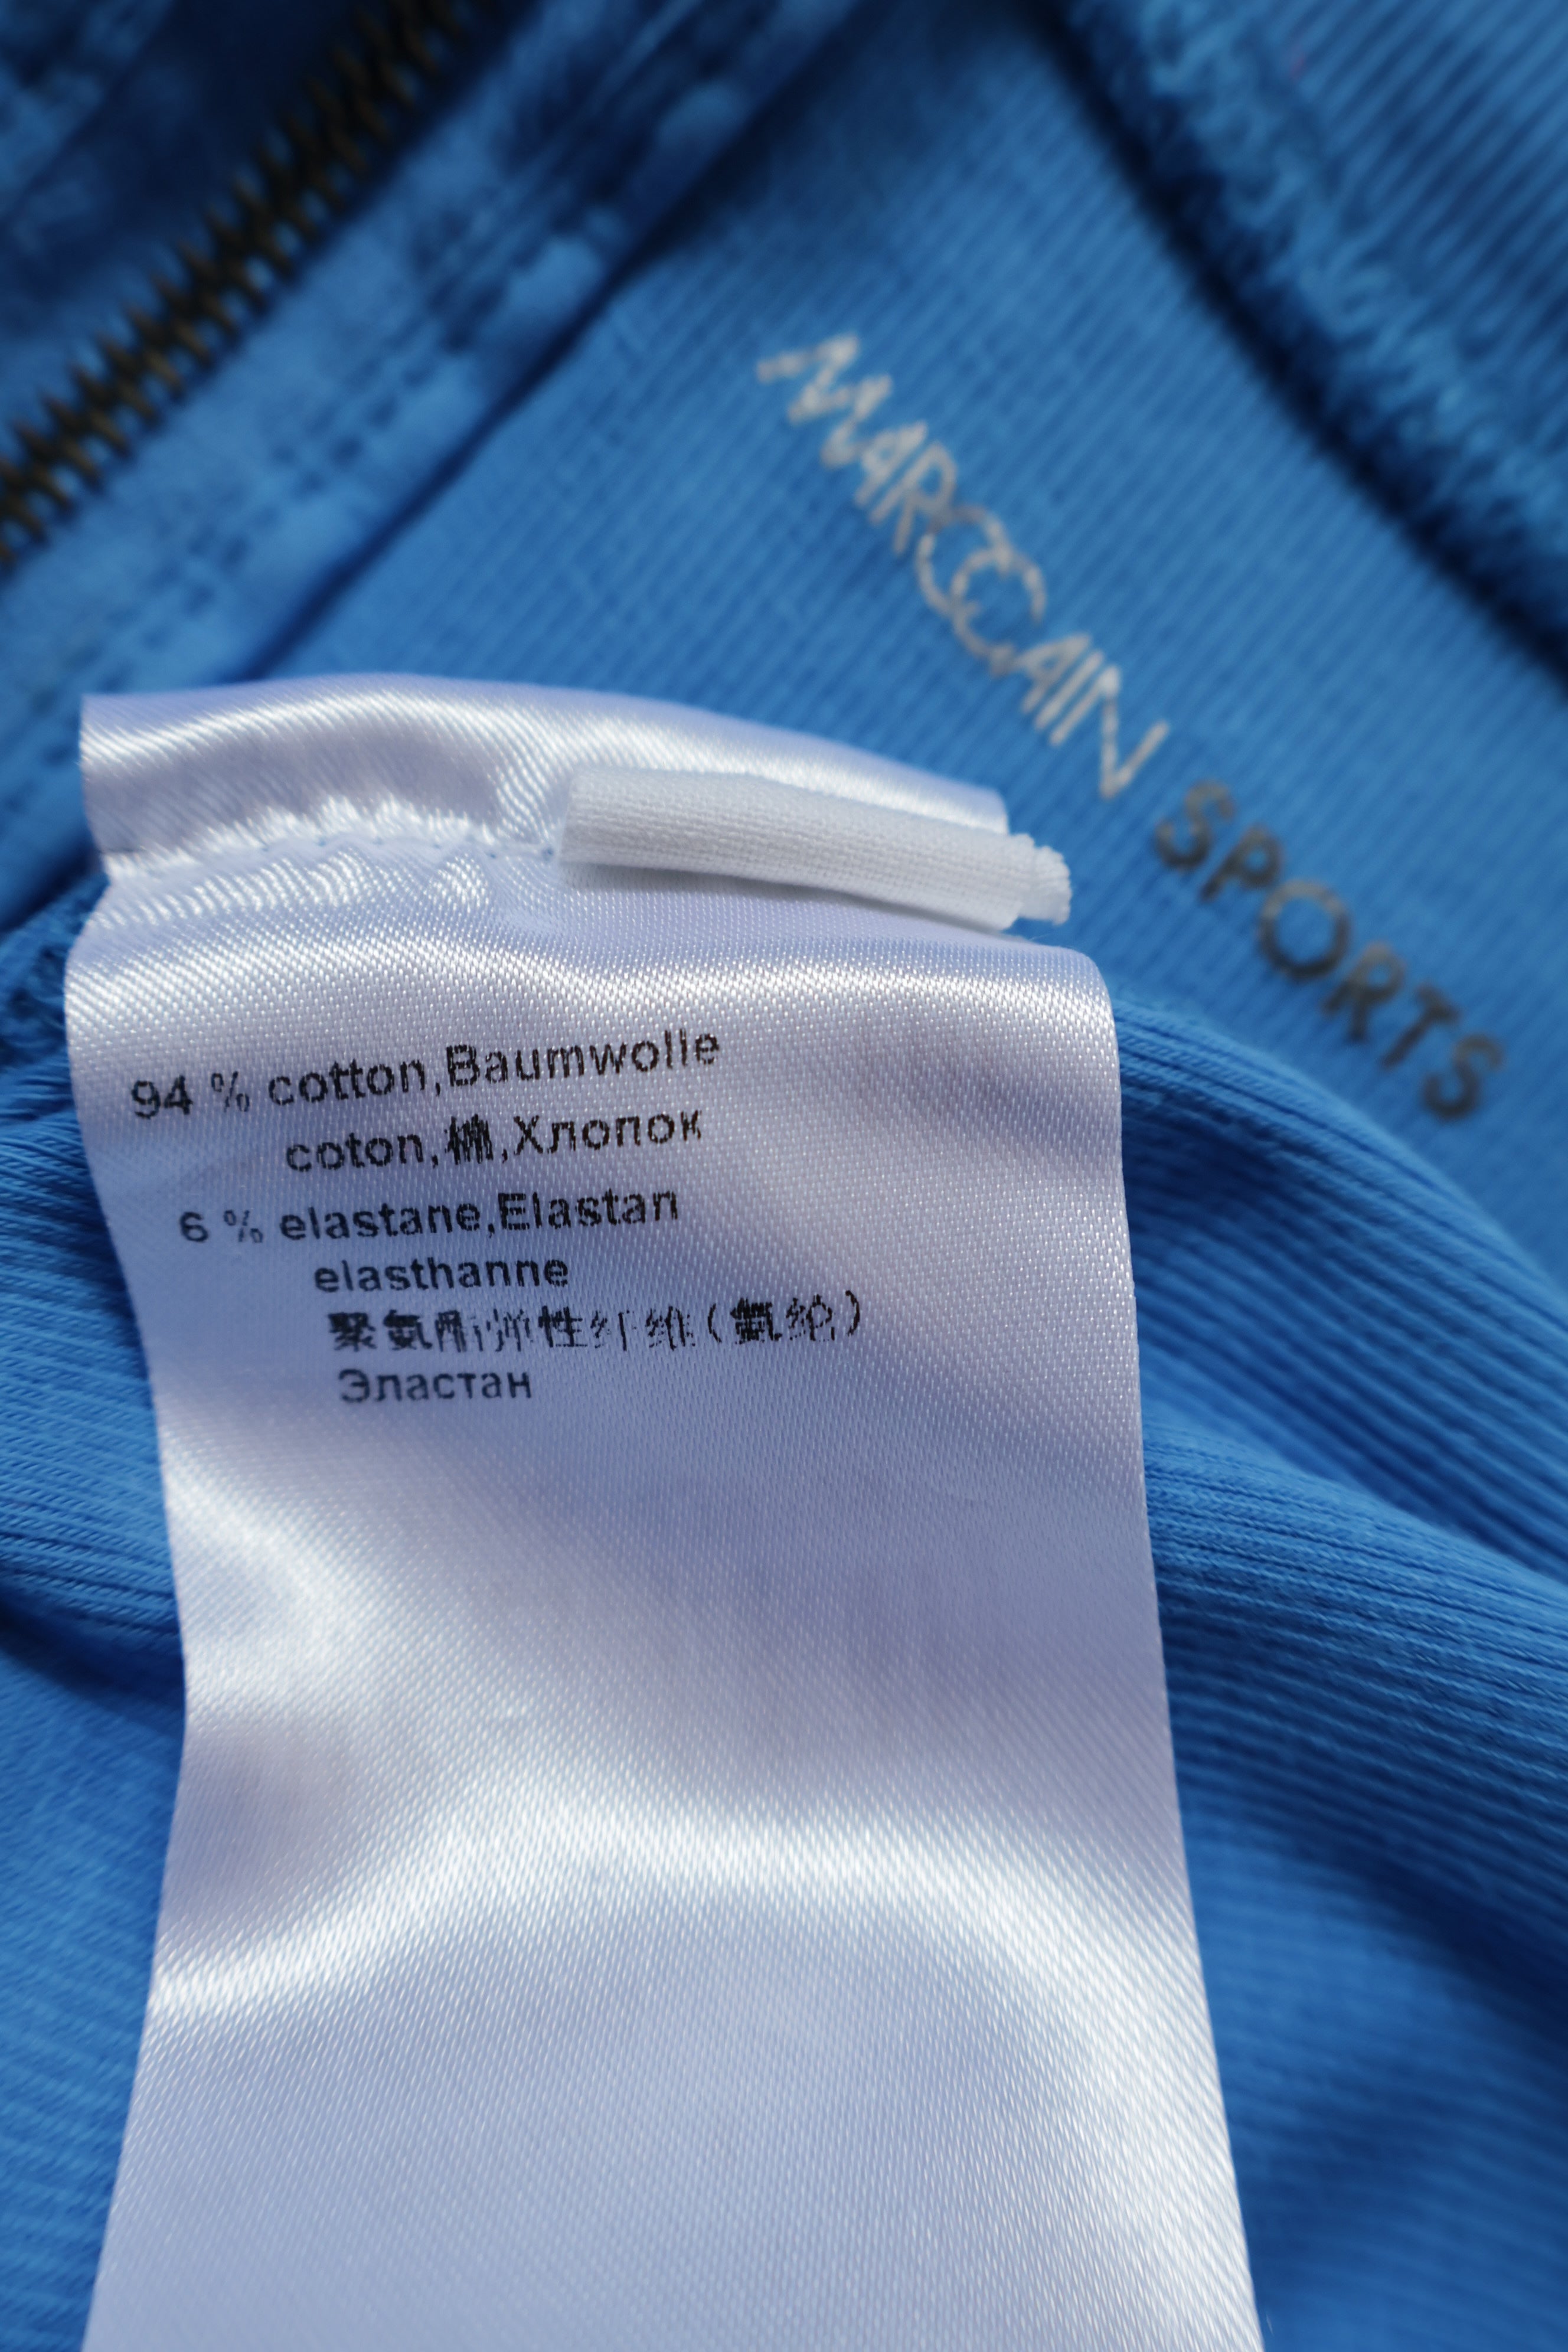 MARCCAIN SPORTS
94 % cotton,Baumwolle
coton,棉,Хлопок
6 % elastane,Elastan
elasthanne
聚氨酯弹性纤维(氨纶)
Эластан